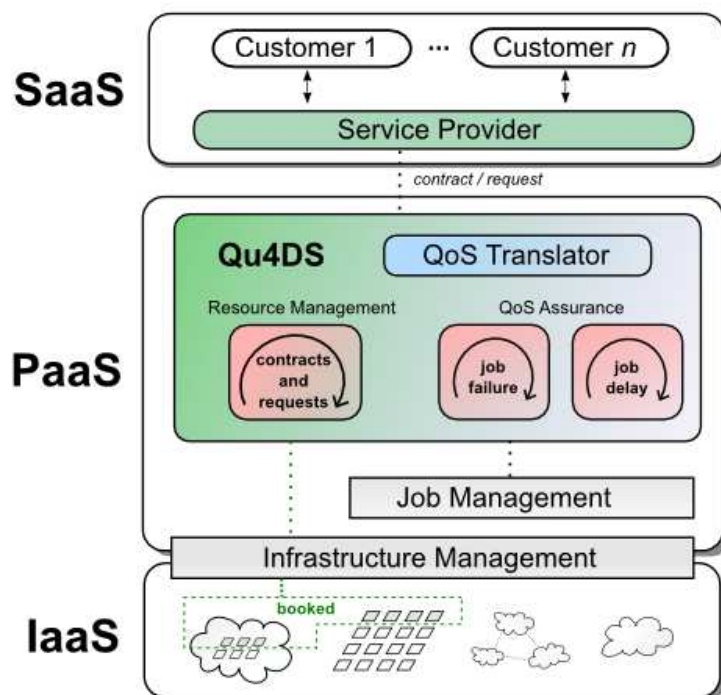 SaaS
Customer 1
...
Customer n
Service Provider
contract / request
PaaS
Qu4DS
QoS Translator
Resource Management
QoS Assurance
contracts
and
requests
job
failure
job
delay
Job Management
Infrastructure Management
IaaS
booked